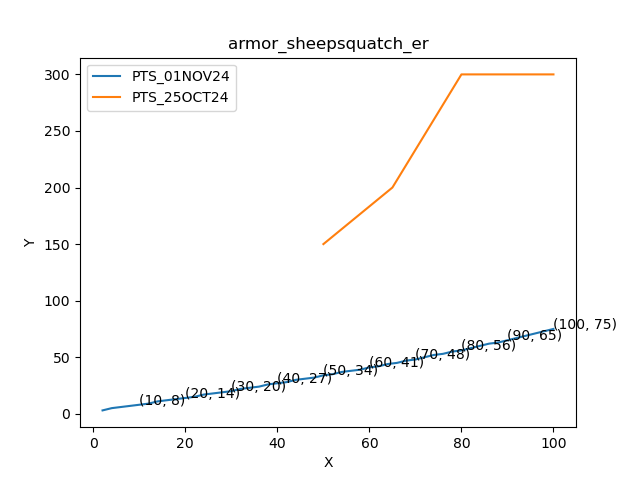 armor_sheepsquatch_er
PTS_01NOV24
PTS_25OCT24
300
250
200
150
100
50
0
Y
(10, 8)
(20, 14)
(30, 20)
(40, 27)
(50, 34)
(60, 41)
(70, 48)
(80, 56)
(90, 65)
(100, 75)
0 20 40 60 80 100
X